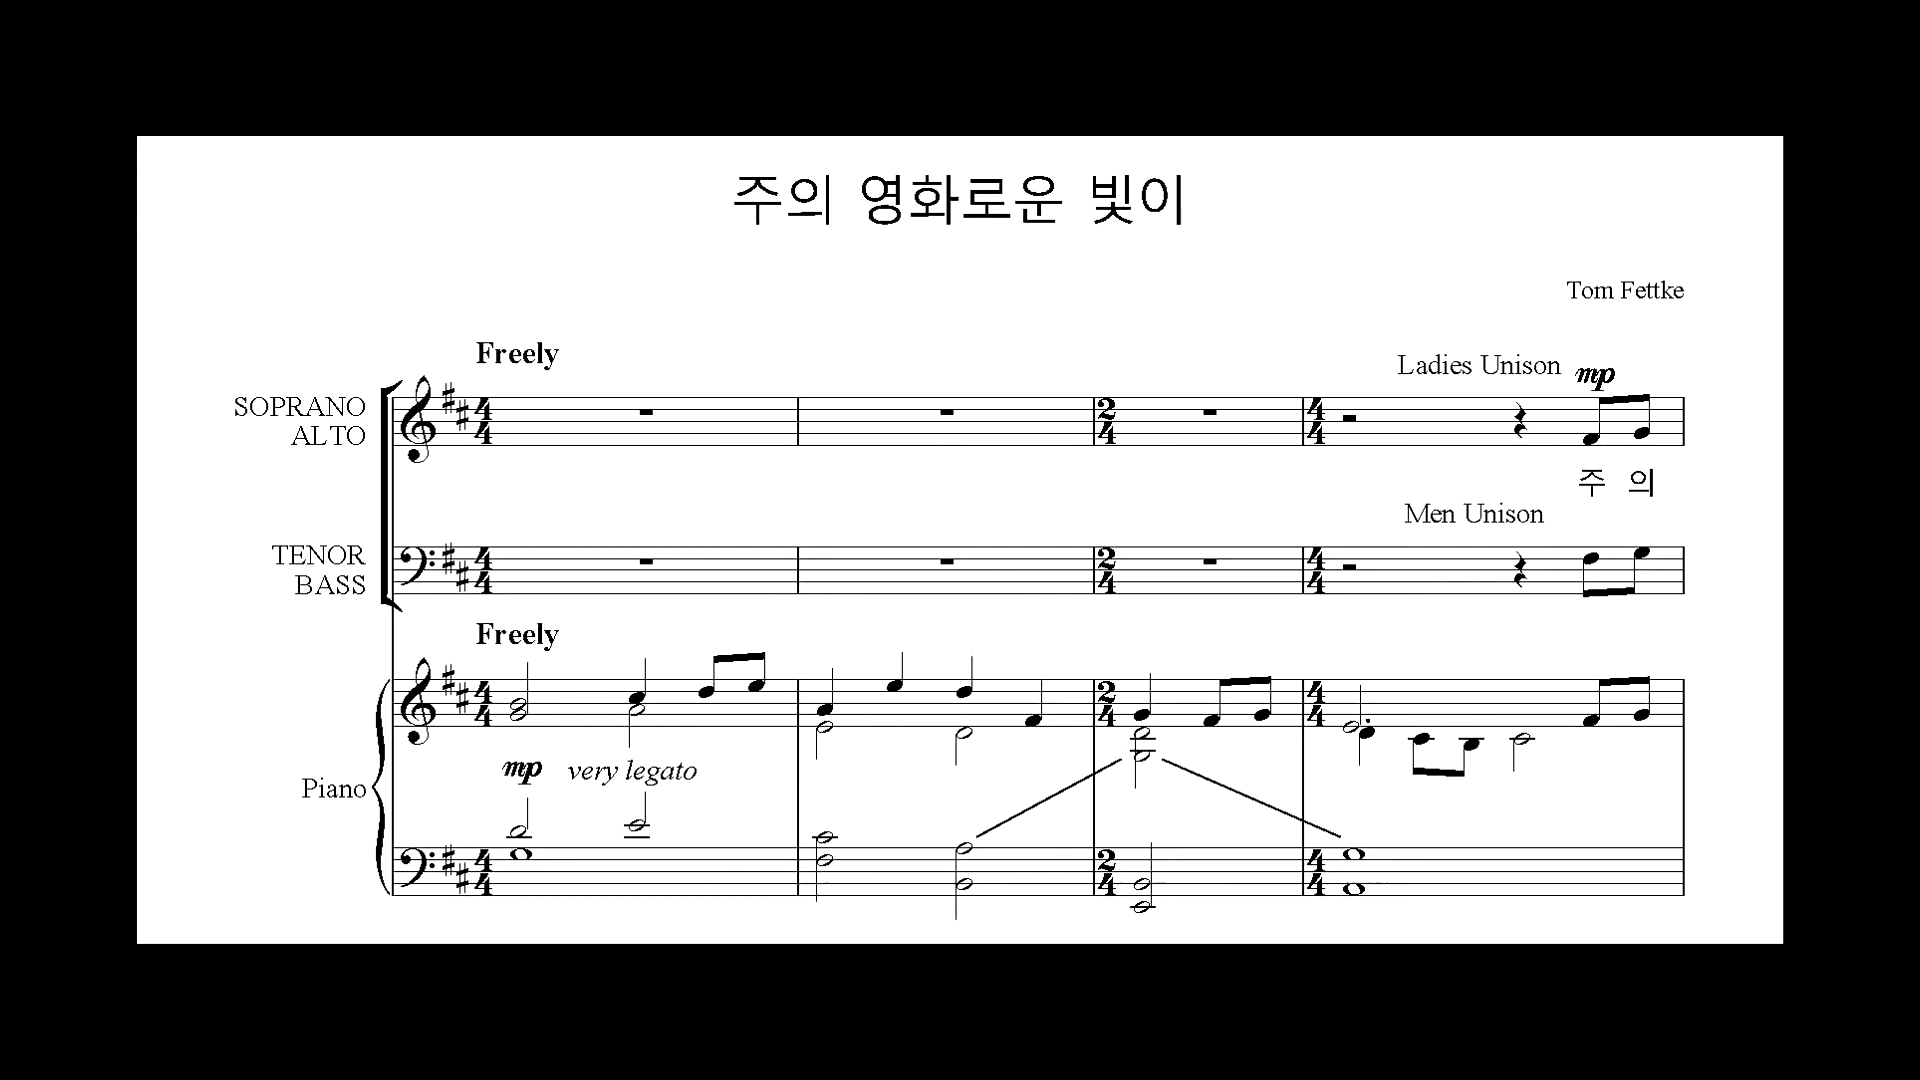 주의 영화로운 빛이
Tom Fettke
Freely
Ladies Unison mp
SOPRANO
ALTO
주 의
Men Unison
TENOR
BASS
Freely
mp very legato
Piano